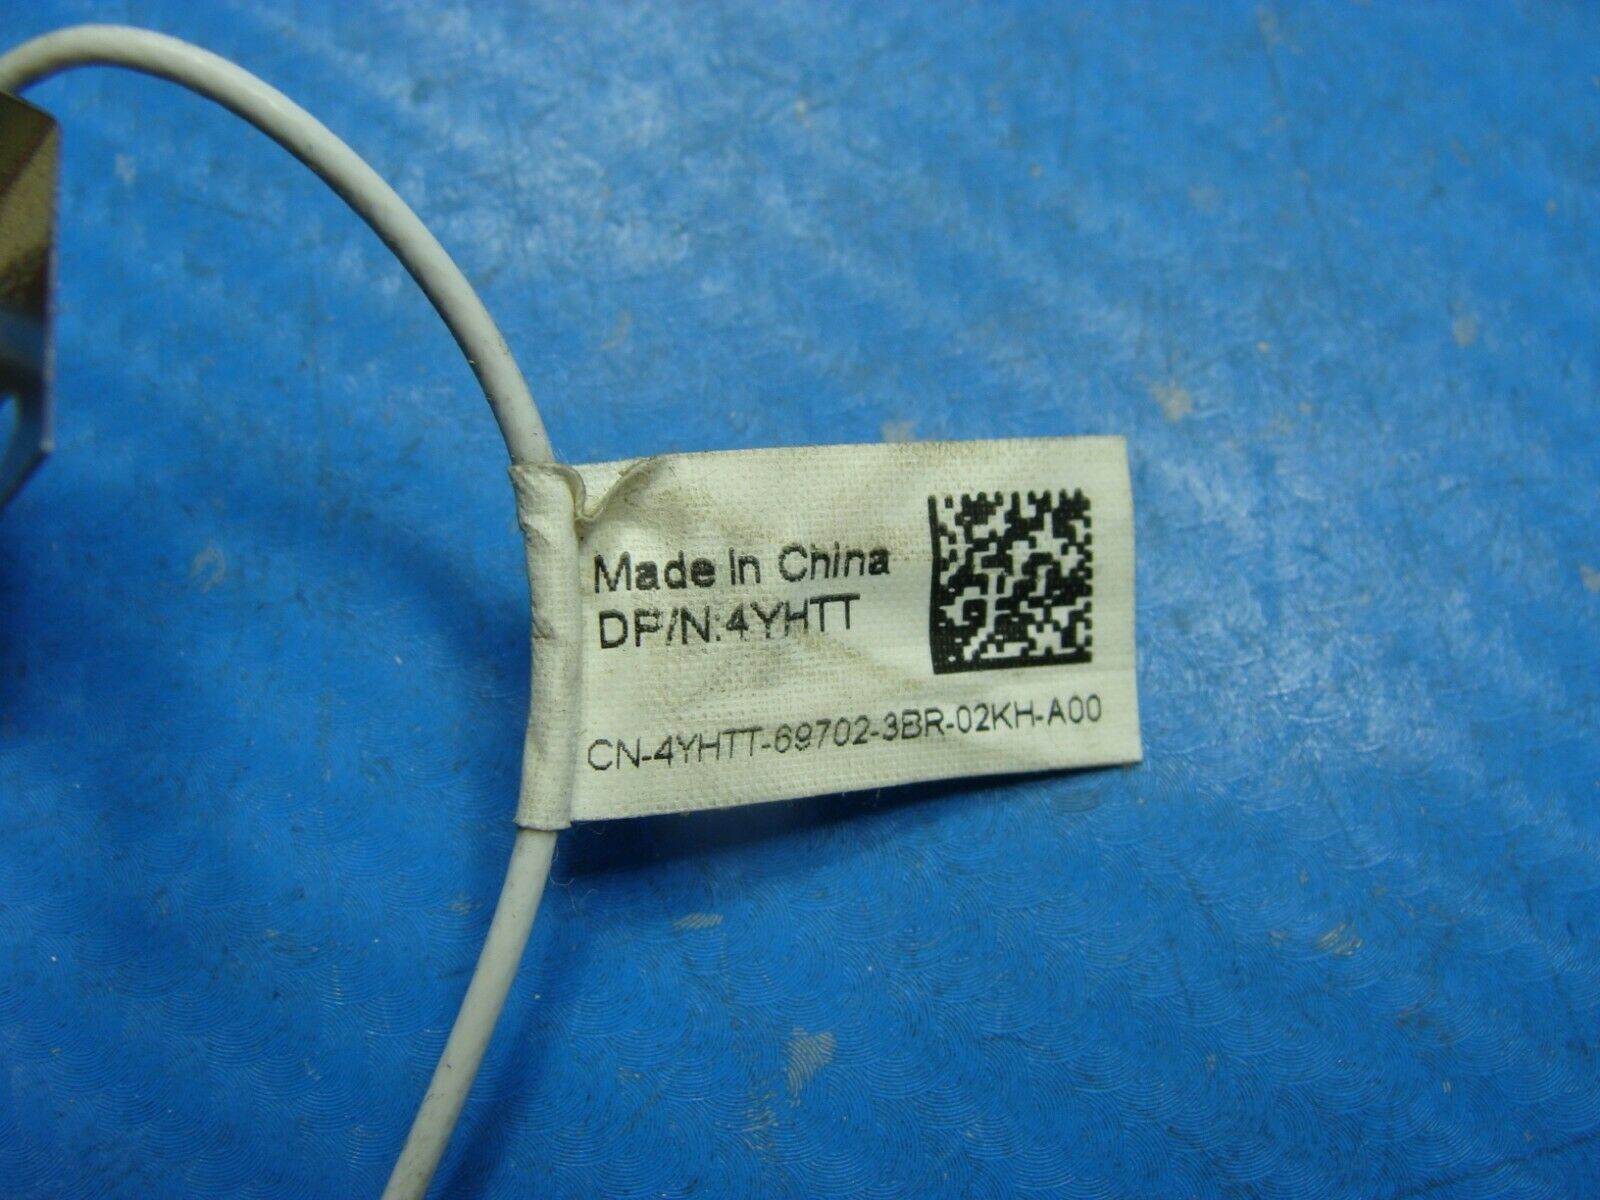 Made In China
DP/N:4YHTT
CN-4YHTT-69702-3BR-02KH-A00